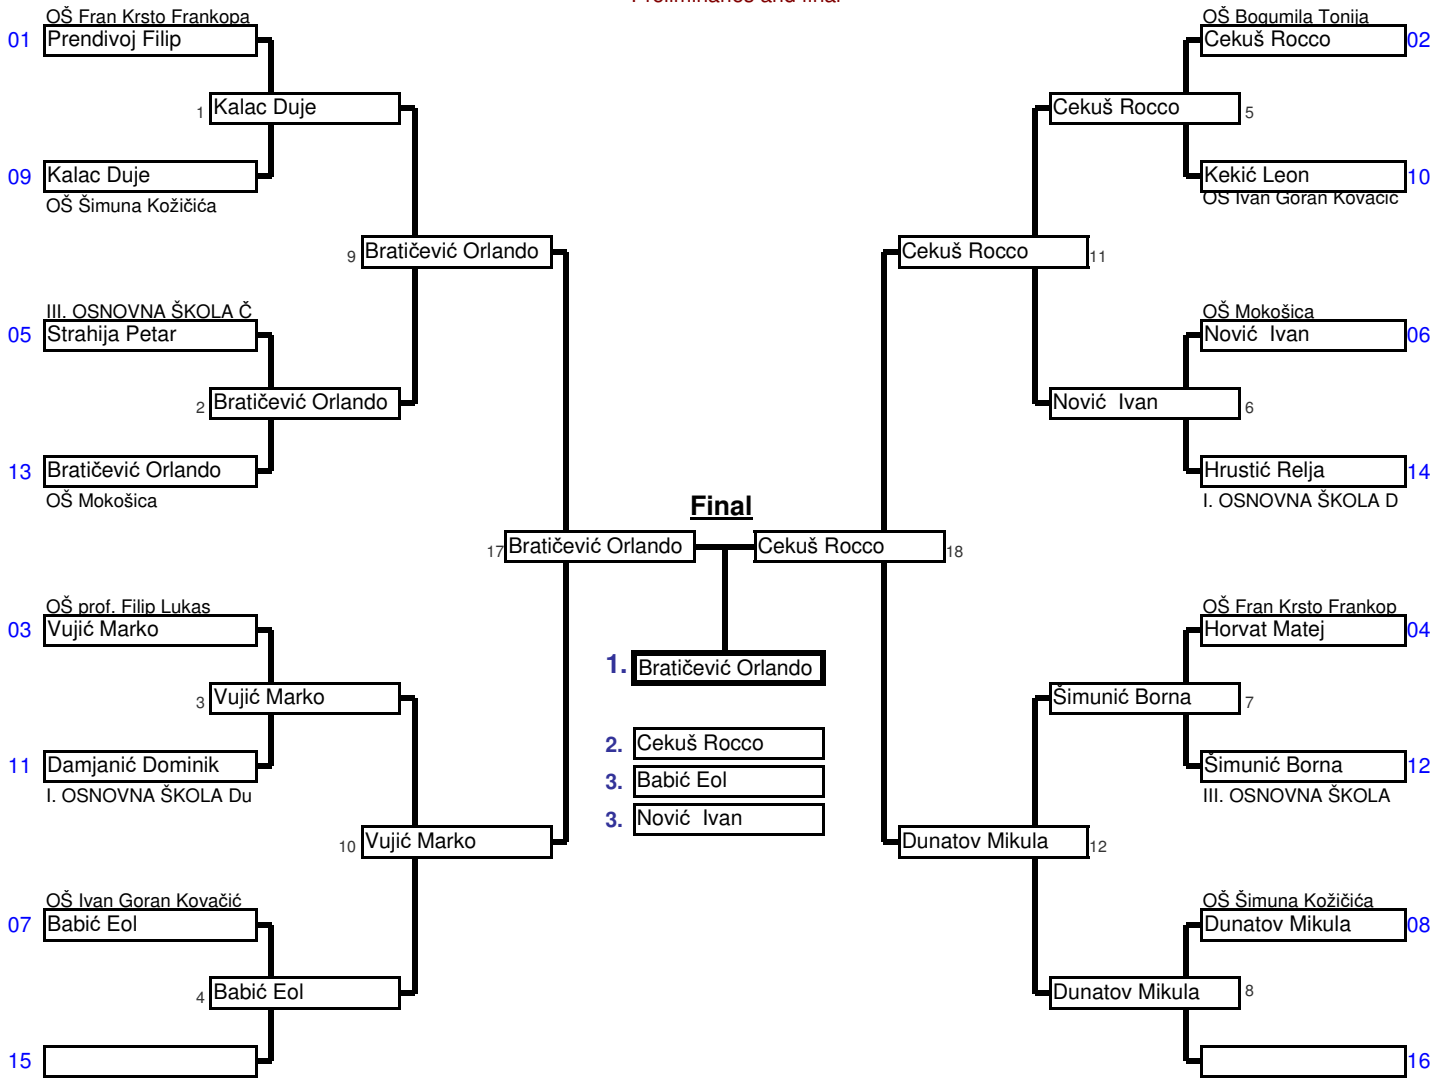 Preliminaries and final
OŠ Fran Krsto Frankopa
01 Prendivoj Filip
1 Kalac Duje
09 Kalac Duje
OŠ Šimuna Kožičića
9 Bratičević Orlando
III. OSNOVNA ŠKOLA Č
05 Strahija Petar
2 Bratičević Orlando
13 Bratičević Orlando
OŠ Mokošica
17 Bratičević Orlando
OŠ prof. Filip Lukas
03 Vujić Marko
3 Vujić Marko
11 Damjanić Dominik
I. OSNOVNA ŠKOLA Du
10 Vujić Marko
OŠ Ivan Goran Kovačić
07 Babić Eol
4 Babić Eol
15
Final
1. Bratičević Orlando
2. Cekuš Rocco
3. Babić Eol
3. Nović  Ivan
OŠ Bogumila Tonija
Cekuš Rocco 02
Cekuš Rocco 5
Kekić Leon 10
OŠ Ivan Goran Kovačić
Cekuš Rocco 11
OŠ Mokošica
Nović  Ivan 06
Nović  Ivan 6
Hrustić Relja 14
I. OSNOVNA ŠKOLA D
Cekuš Rocco 18
OŠ Fran Krsto Frankop
Horvat Matej 04
Šimunić Borna 7
Šimunić Borna 12
III. OSNOVNA ŠKOLA
Dunatov Mikula 12
OŠ Šimuna Kožičića
Dunatov Mikula 08
Dunatov Mikula 8
16